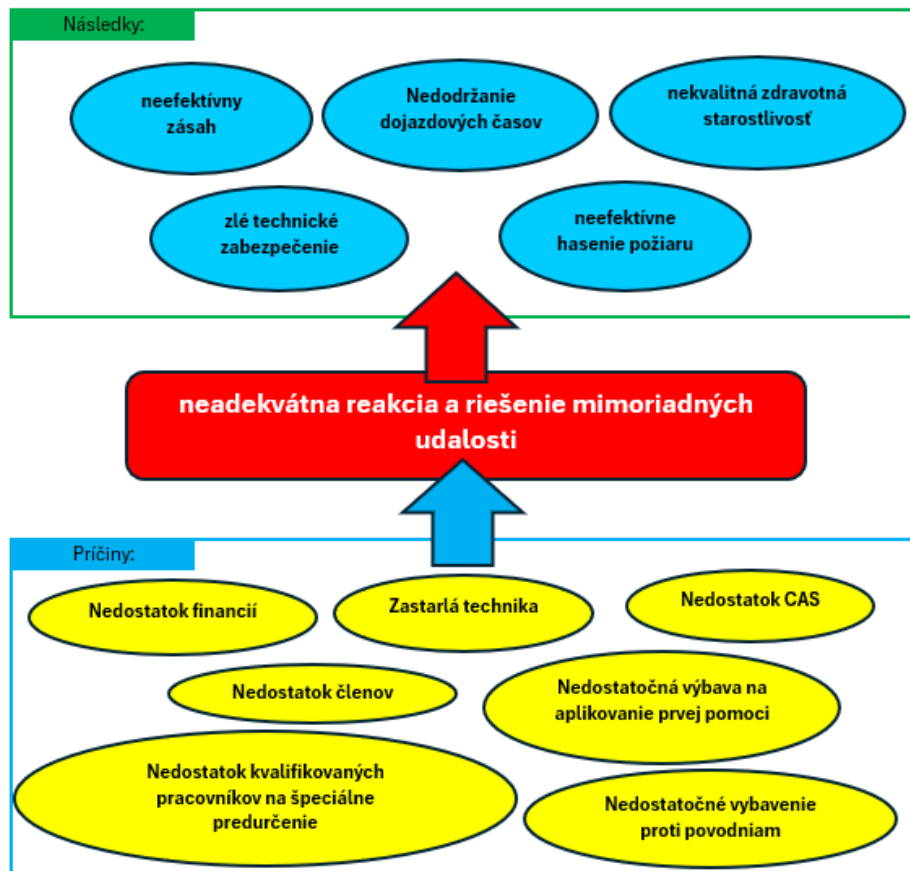 Následky:
neefektívny
zásah
Nedodržanie
dojazdových časov
nekvalitná zdravotná
starostlivosť
zlé technické
zabezpečenie
neefektívne
hasenie požiaru
neadekvátna reakcia a riešenie mimoriadných
udalosti
Príčiny:
Nedostatok financií
Zastarlá technika
Nedostatok CAS
Nedostatok členov
Nedostatočná výbava na
aplikovanie prvej pomoci
Nedostatok kvalifikovaných
pracovníkov na špeciálne
predurčenie
Nedostatočné vybavenie
proti povodniam